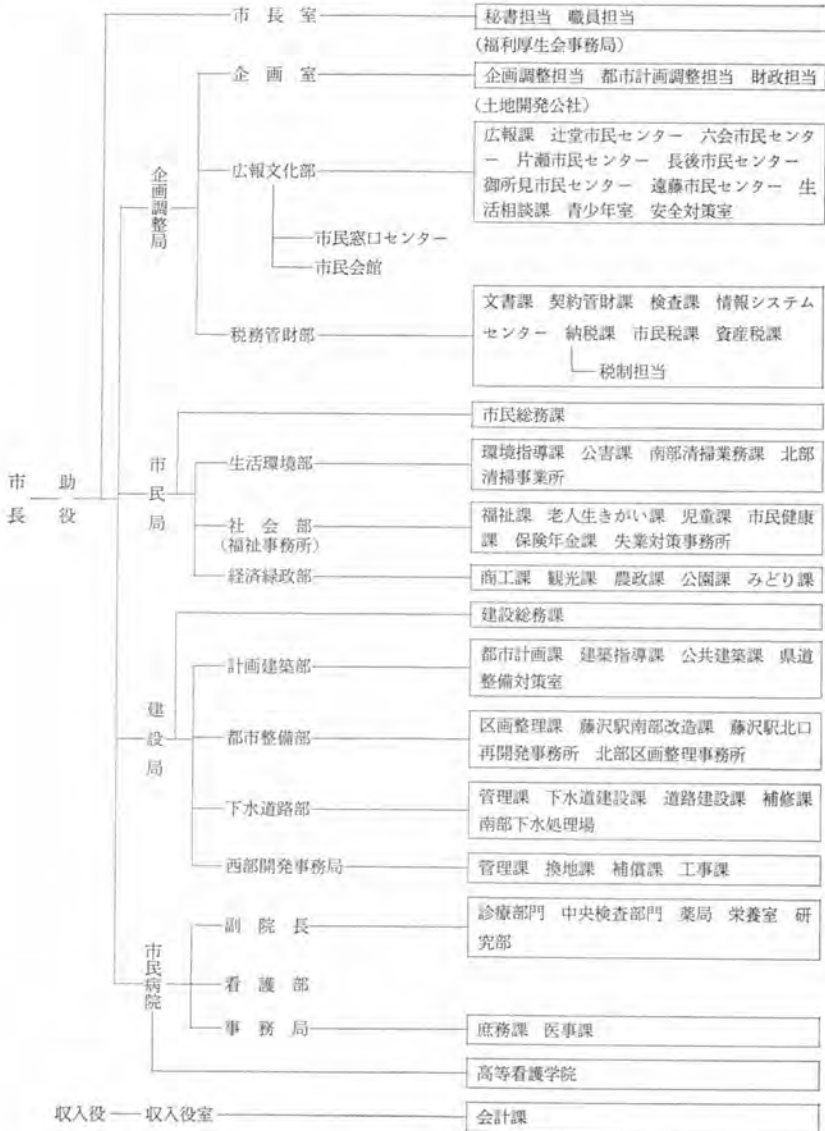 市長室
秘書担当 職員担当
(福利厚生会事務局)
企画室
企画調整担当 都市計画調整担当 財政担当
(土地開発公社)
企画調整局
広報文化部
広報課 辻堂市民センター 六会市民センタ
ー 片瀬市民センター 長後市民センター
御所見市民センター 遠藤市民センター 生
活相談課 青少年室 安全対策室
市民窓口センター
市民会館
税務管財部
文書課 契約管財課 検査課 情報システム
センター 納税課 市民税課 資産税課
税制担当
市長
助役
市民局
市民総務課
生活環境部
環境指導課 公害課 南部清掃業務課 北部
清掃事業所
社会部
(福祉事務所)
福祉課 老人生きがい課 児童課 市民健康
課 保険年金課 失業対策事務所
経済緑政部
商工課 観光課 農政課 公園課 みどり課
建設局
建設総務課
計画建築部
都市計画課 建築指導課 公共建築課 県道
整備対策室
都市整備部
区画整理課 藤沢駅南部改造課 藤沢駅北口
再開発事務所 北部区画整理事務所
下水道路部
管理課 下水道建設課 道路建設課 補修課
南部下水処理場
西部開発事務局
管理課 換地課 補償課 工事課
市民病院
副院長
診療部門 中央検査部門 薬局 栄養室 研
究部
看護部
事務局
庶務課 医事課
高等看護学院
収入役
収入役室
会計課